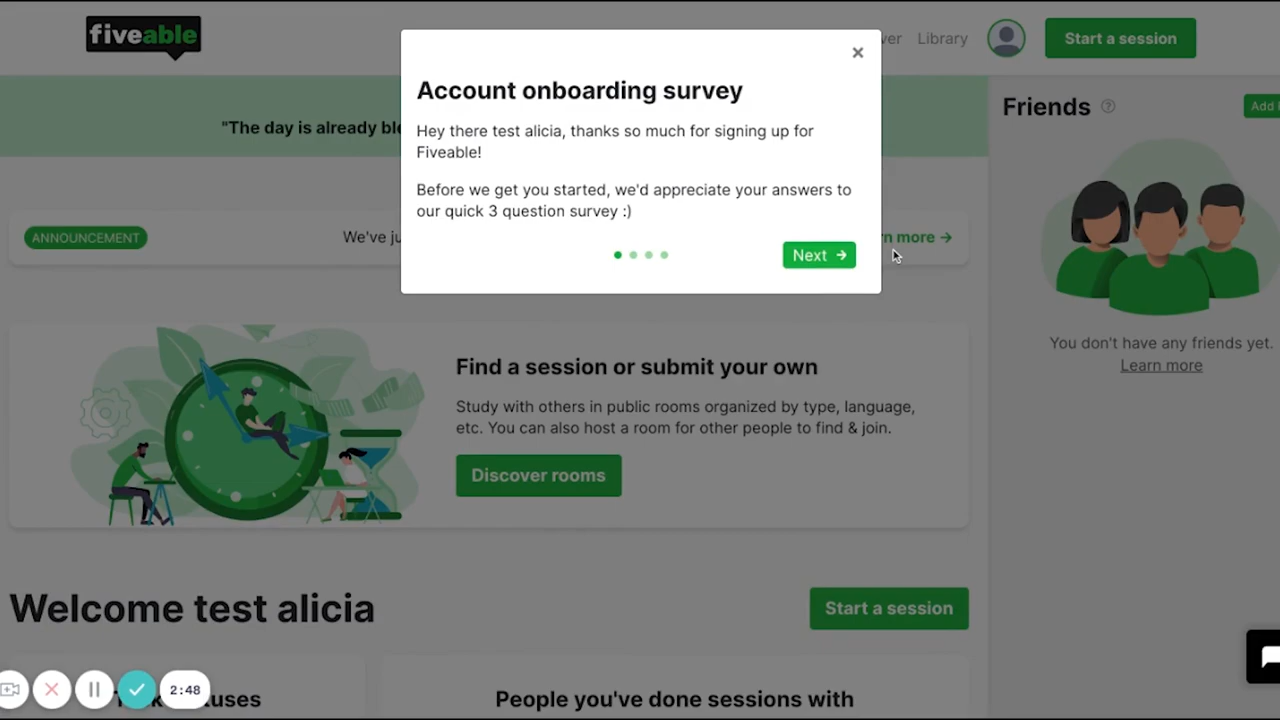 fiveable
Library
Start a session
Account onboarding survey
Hey there test alicia, thanks so much for signing up for
Fiveable!
Before we get you started, we'd appreciate your answers to
our quick 3 question survey :)
Next →
"The day is already
Friends ?
Add
ANNOUNCEMENT
We've
more →
You don't have any friends yet.
Learn more
Find a session or submit your own
Study with others in public rooms organized by type, language,
etc. You can also host a room for other people to find & join.
Discover rooms
Welcome test alicia
Start a session
2:48
People you've done sessions with